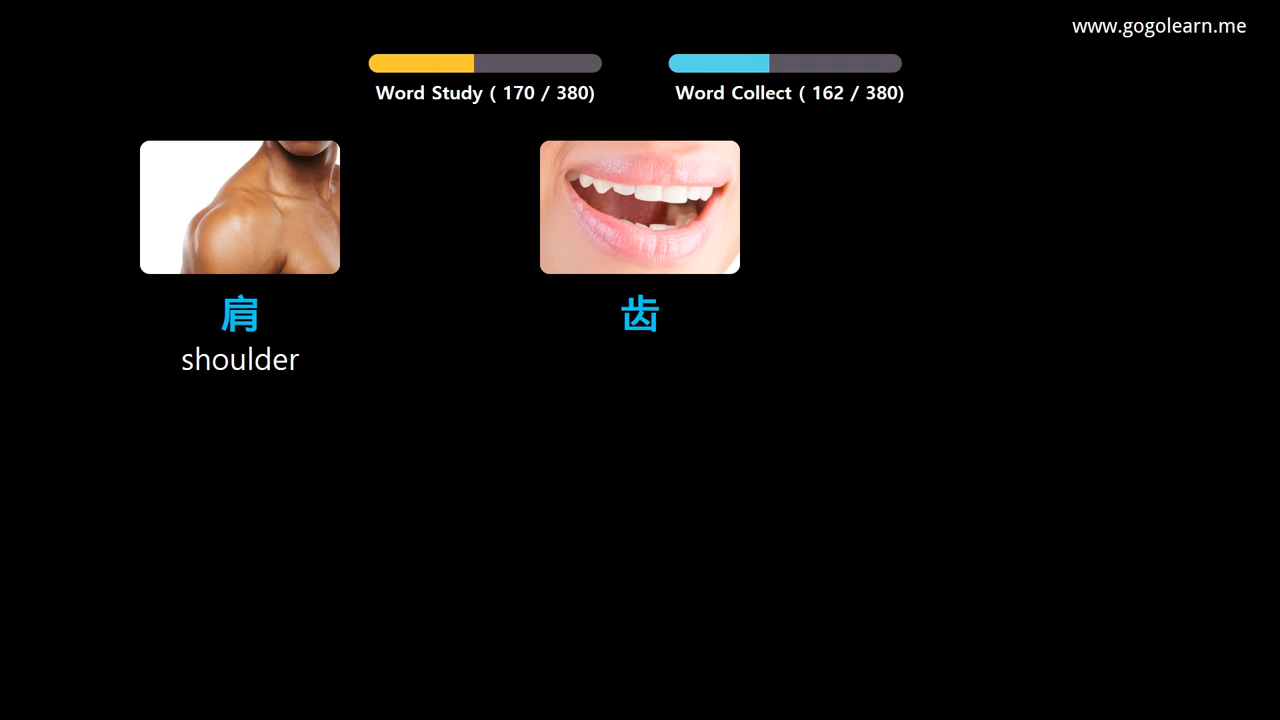 www.gogolearn.me
Word Study ( 170 / 380)
Word Collect ( 162 / 380)
肩
shoulder
齿